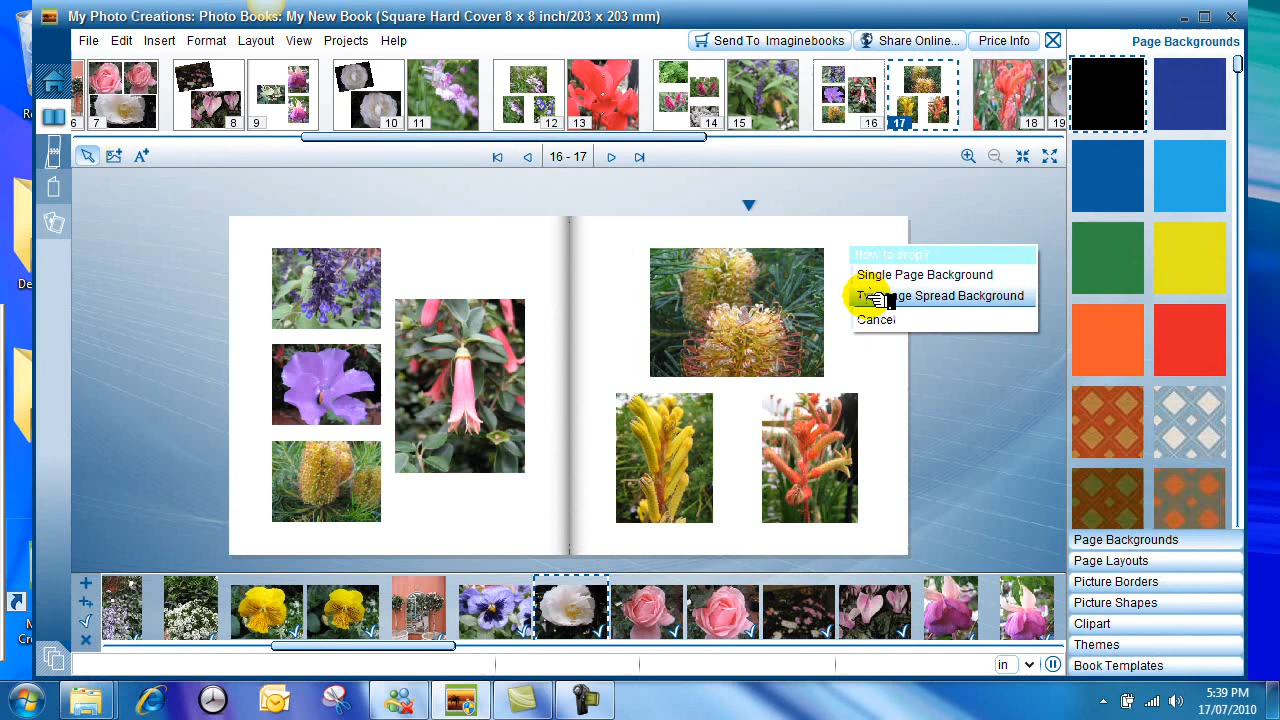 My Photo Creations: Photo Books: My New Book (Square Hard Cover 8 x 8 inch/203 x 203 mm)
File Edit Insert Format Layout View Projects Help
Send To Imaginebooks
Share Online...
Price Info
Page Backgrounds
6 7 8 9 10 11 12 13 14 15 16 17 18 19
A
16 - 17
How to drop?
Single Page Background
Page Spread Background
Cancel
Page Backgrounds
Page Layouts
Picture Borders
Picture Shapes
Clipart
Themes
Book Templates
in
5:39 PM
17/07/2010